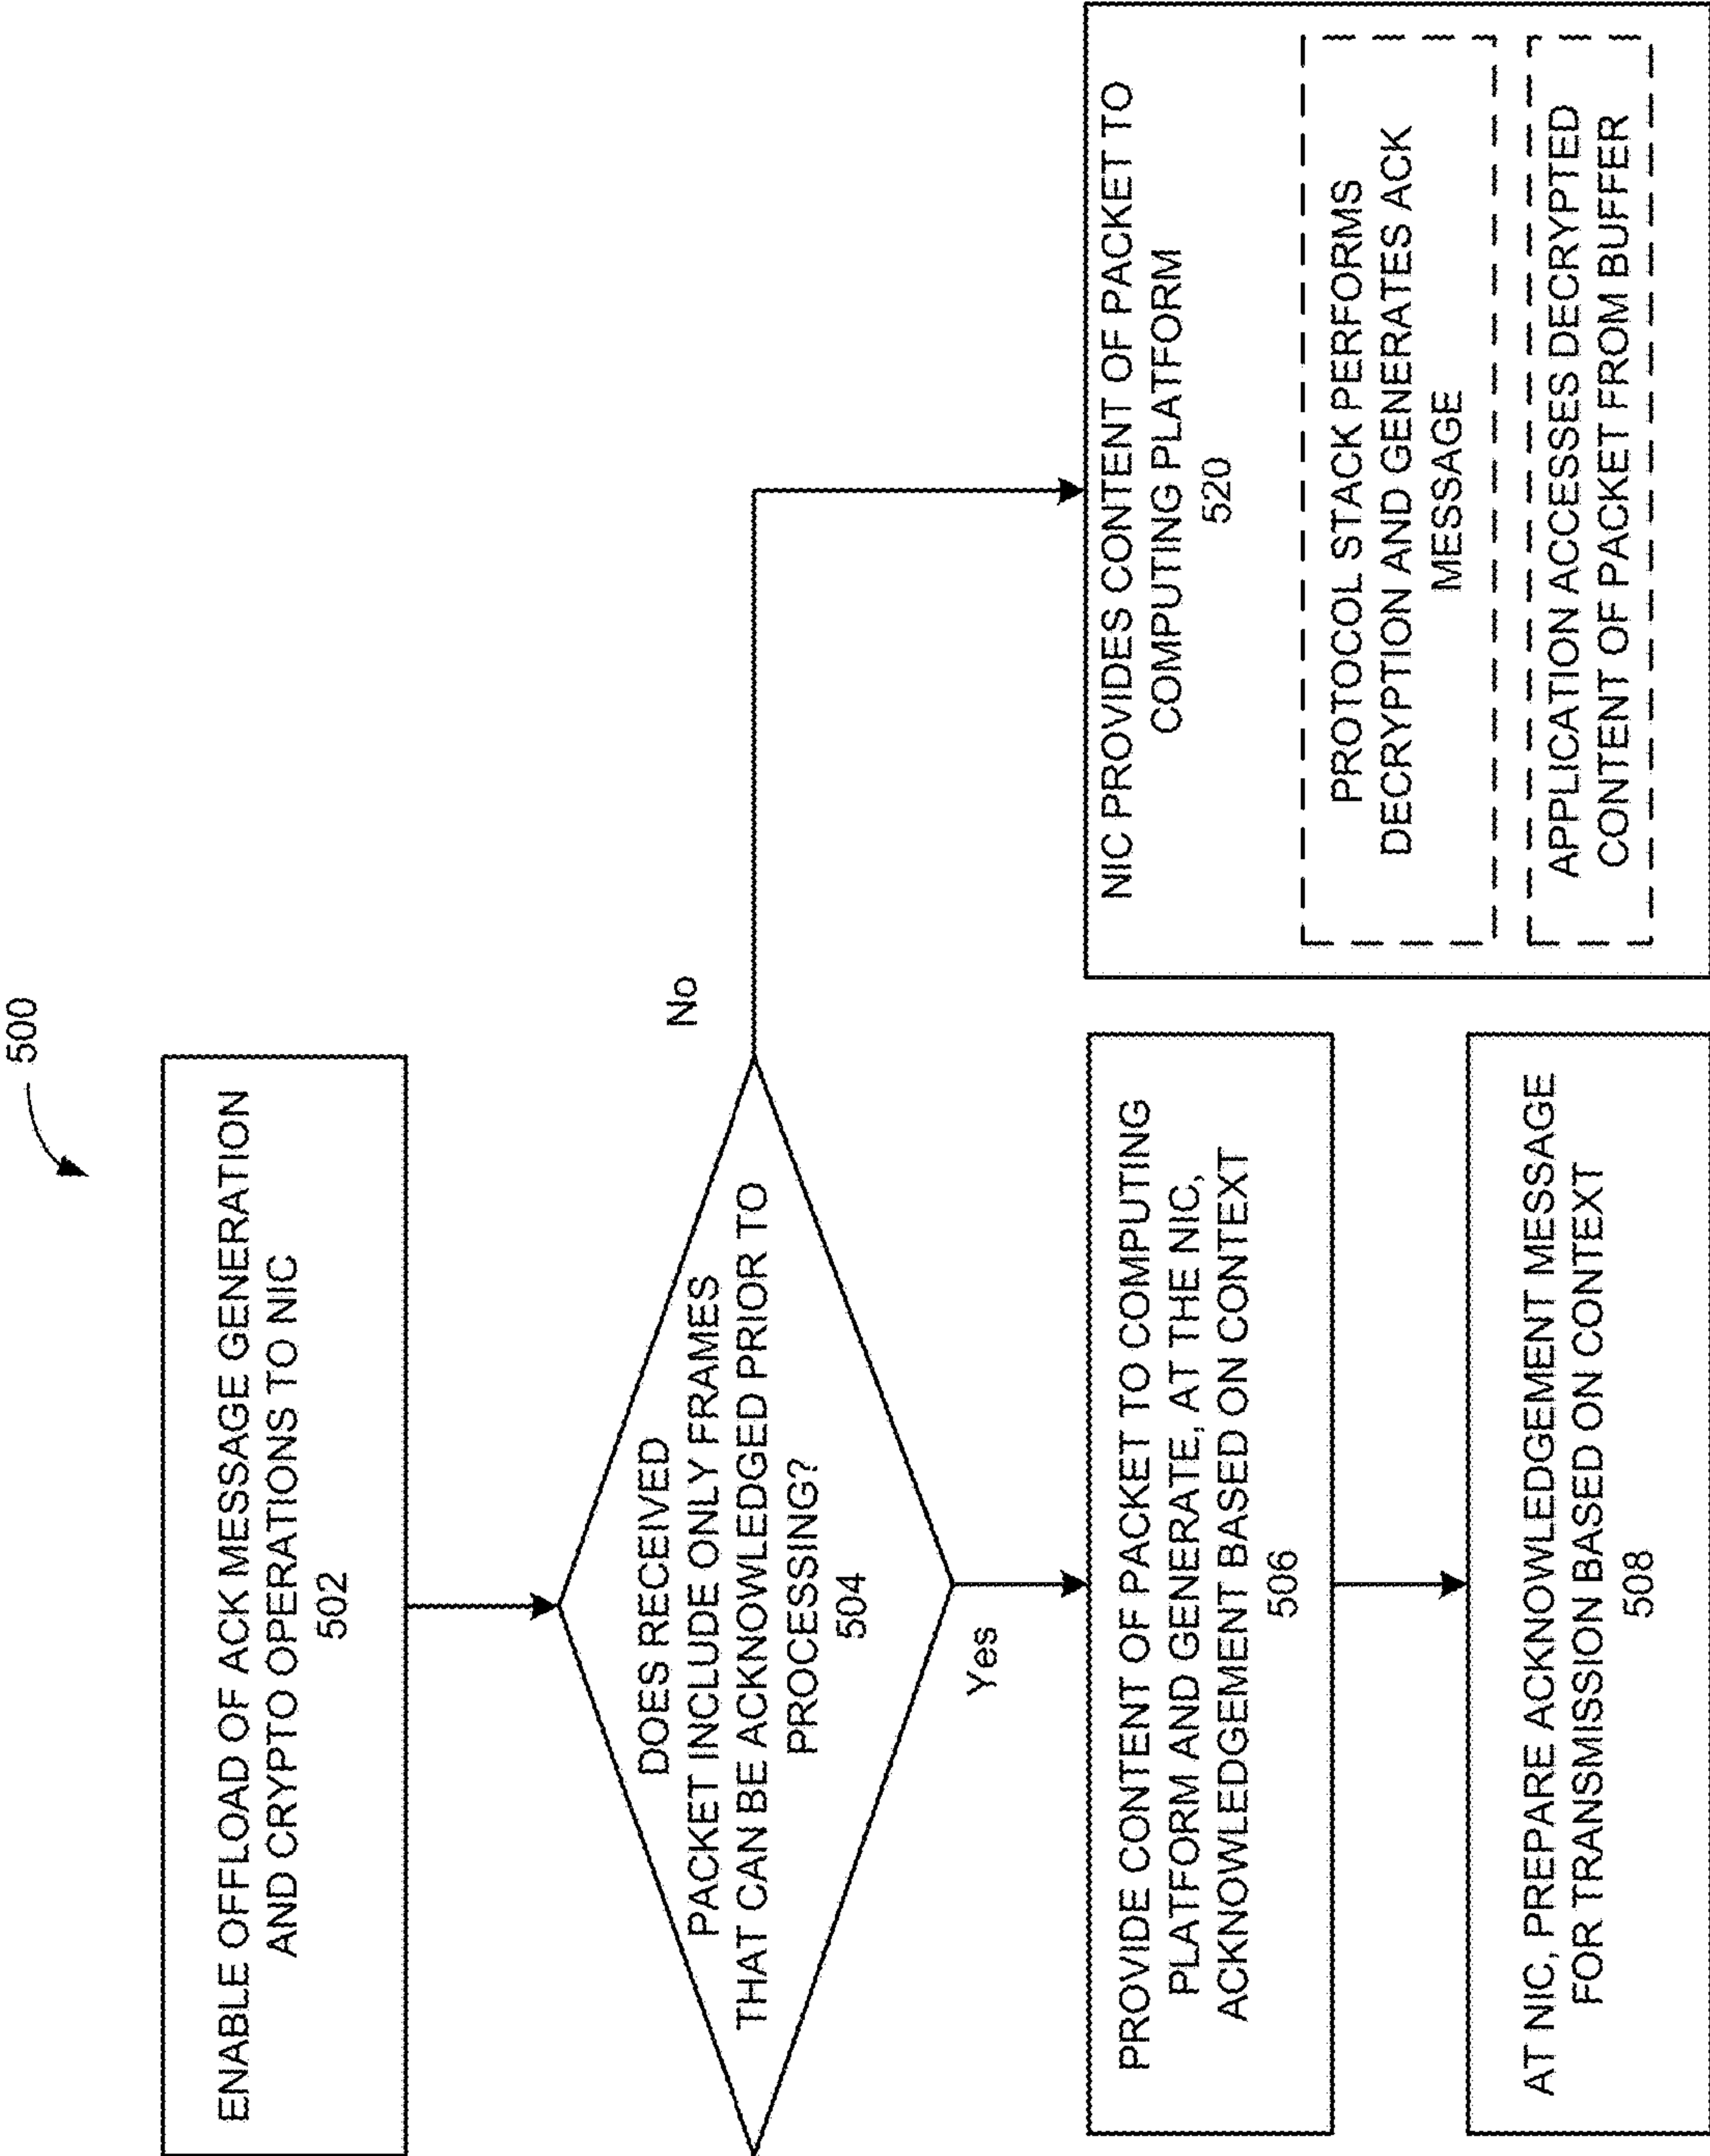 500
ENABLE OFFLOAD OF ACK MESSAGE GENERATION
AND CRYPTO OPERATIONS TO NIC
502
DOES RECEIVED
PACKET INCLUDE ONLY FRAMES
THAT CAN BE ACKNOWLEDGED PRIOR TO
PROCESSING?
504
No
Yes
PROVIDE CONTENT OF PACKET TO COMPUTING
PLATFORM AND GENERATE, AT THE NIC,
ACKNOWLEDGEMENT BASED ON CONTEXT
506
AT NIC, PREPARE ACKNOWLEDGEMENT MESSAGE
FOR TRANSMISSION BASED ON CONTEXT
508
NIC PROVIDES CONTENT OF PACKET TO
COMPUTING PLATFORM
520
PROTOCOL STACK PERFORMS
DECRYPTION AND GENERATES ACK
MESSAGE
APPLICATION ACCESSES DECRYPTED
CONTENT OF PACKET FROM BUFFER